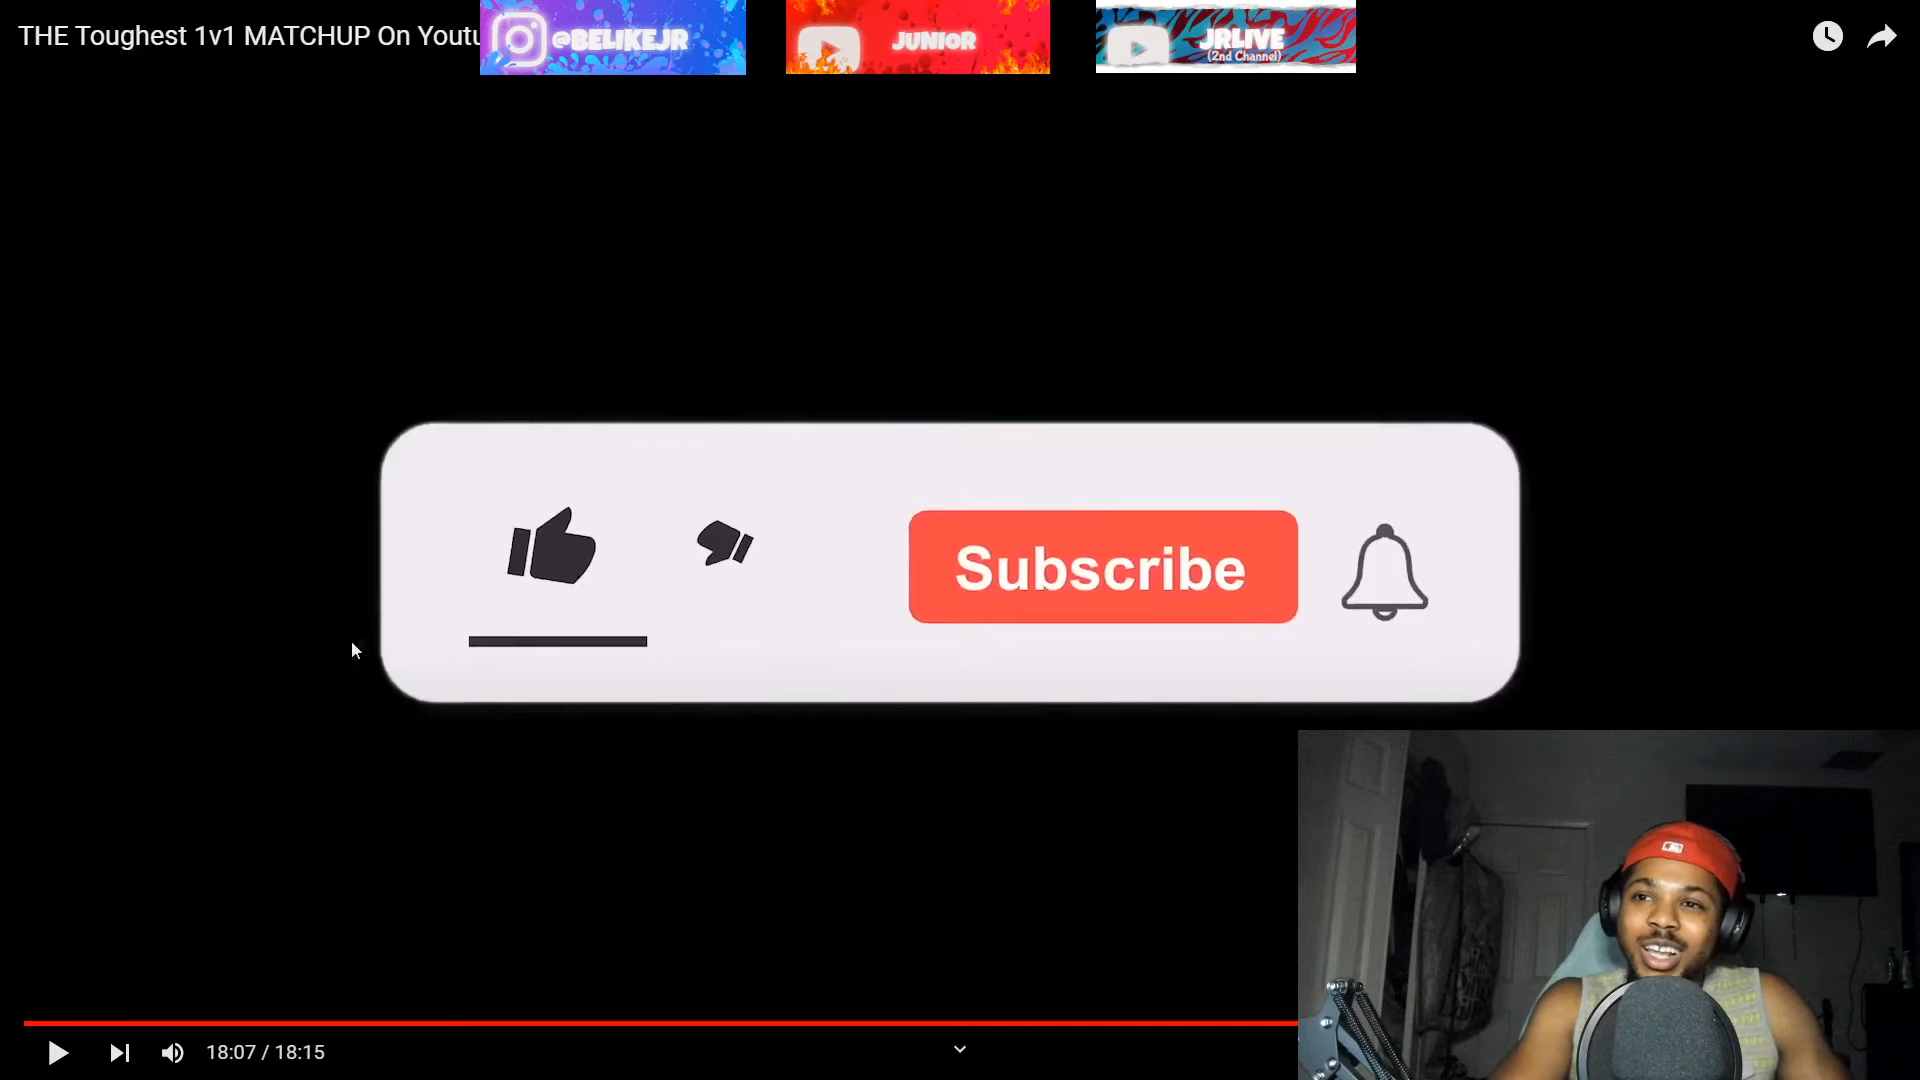 THE Toughest 1v1 MATCHUP On Youtu
@BELIKEJR
JUNIOR
JRLIVE
(2nd Channel)
Subscribe
18:07 / 18:15